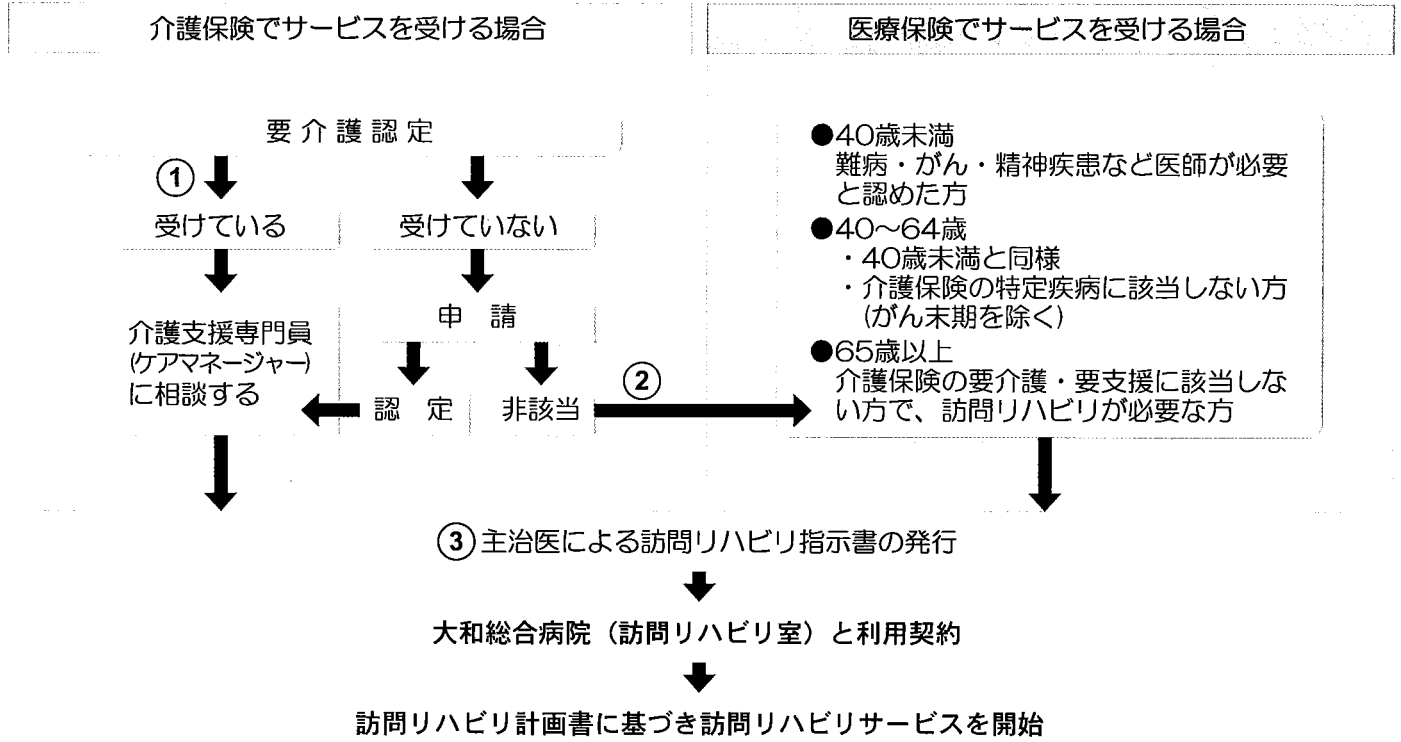 介護保険でサービスを受ける場合
医療保険でサービスを受ける場合
要介護認定
①
受けている
受けていない
申 請
介護支援専門員
(ケアマネージャー)
に相談する
認 定
非該当
②
●40歳未満
難病・がん・精神疾患など医師が必要
と認めた方
●40〜64歳
・40歳未満と同様
・介護保険の特定疾病に該当しない方
(がん末期を除く)
●65歳以上
介護保険の要介護・要支援に該当しな
い方で、訪問リハビリが必要な方
③主治医による訪問リハビリ指示書の発行
大和総合病院（訪問リハビリ室）と利用契約
訪問リハビリ計画書に基づき訪問リハビリサービスを開始